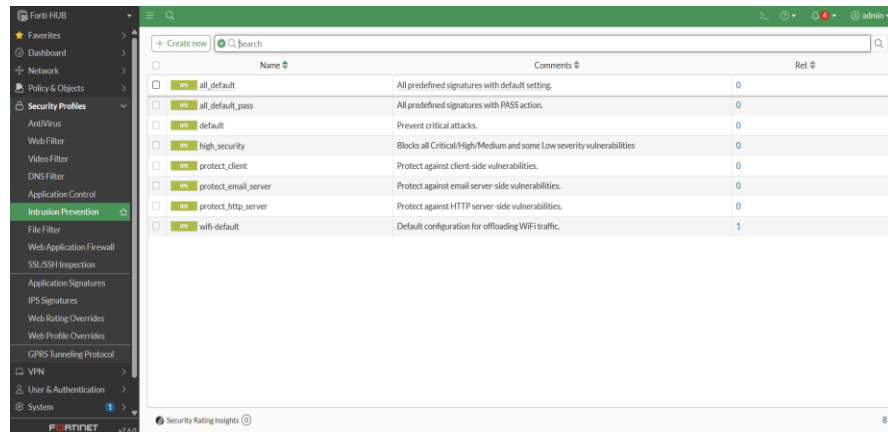 Forti-HUB
Favorites
Dashboard
Network
Policy & Objects
Security Profiles
AntiVirus
Web Filter
Video Filter
DNS Filter
Application Control
Intrusion Prevention
File Filter
Web Application Firewall
SSL/SSH Inspection
Application Signatures
IPS Signatures
Web Rating Overrides
Web Profile Overrides
GPRS Tunneling Protocol
VPN
User & Authentication
System 1
FORTINET v7.6.0
>_ 4 admin
+ Create new Search
Name Comments Ref.
IPS all_default All predefined signatures with default setting. 0
IPS all_default_pass All predefined signatures with PASS action. 0
IPS default Prevent critical attacks. 0
IPS high_security Blocks all Critical/High/Medium and some Low severity vulnerabilities 0
IPS protect_client Protect against client-side vulnerabilities. 0
IPS protect_email_server Protect against email server-side vulnerabilities. 0
IPS protect_http_server Protect against HTTP server-side vulnerabilities. 0
IPS wifi-default Default configuration for offloading WiFi traffic. 1
Security Rating Insights 0
8